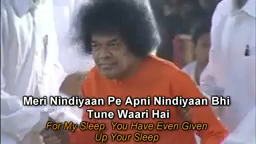 Meri Nindiyaan Pe Apni Nindiyaan Bhi
Tune Waari Hai
For My Sleep You Have Even Given
Up Your Sleep